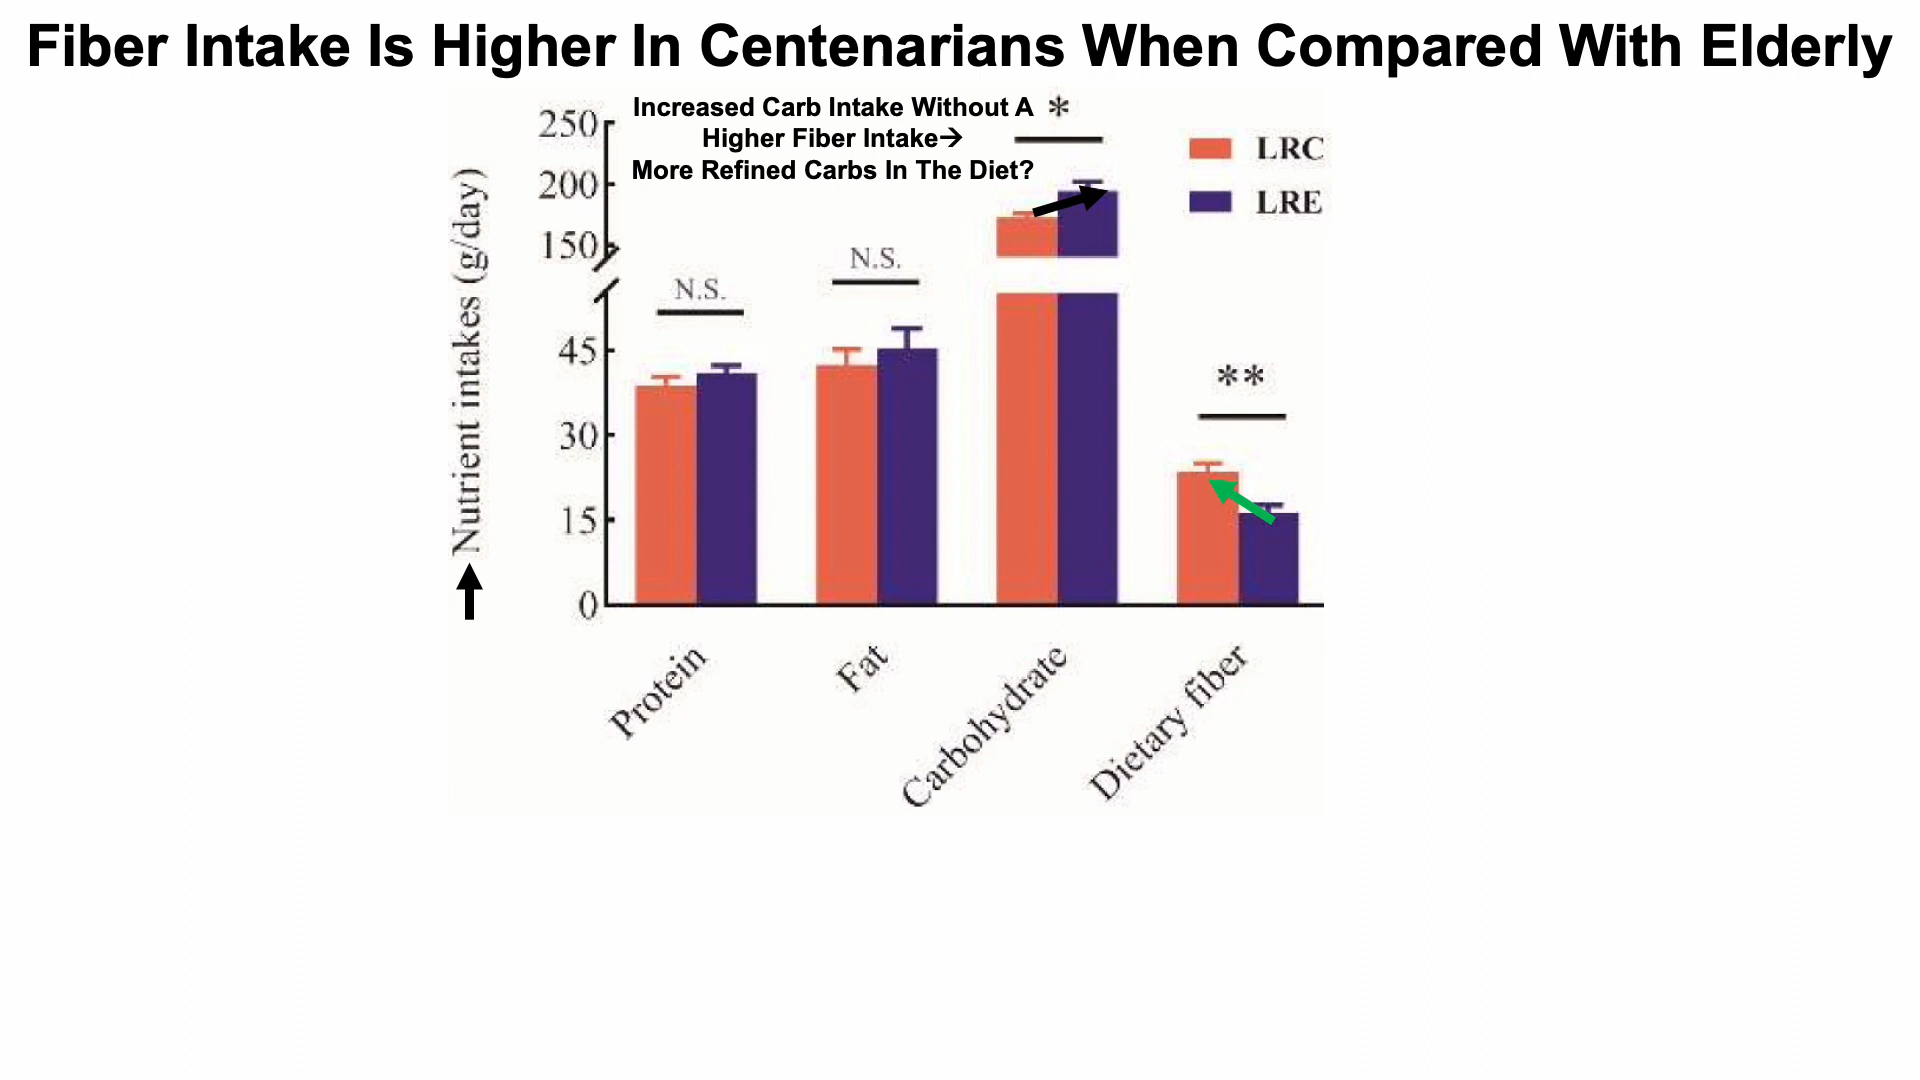 Fiber Intake Is Higher In Centenarians When Compared With Elderly
Increased Carb Intake Without A
Higher Fiber Intake→
More Refined Carbs In The Diet?
*
LRC
LRE
Nutrient intakes (g/day)
250
200
150
45
30
15
0
N.S.
N.S.
**
Protein
Fat
Carbohydrate
Dietary fiber